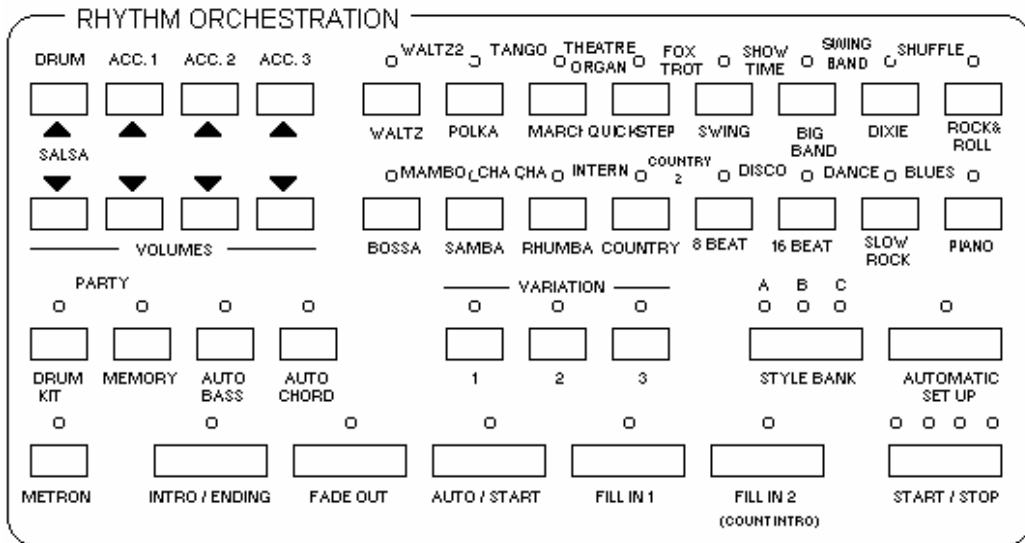 RHYTHM ORCHESTRATION
DRUM ACC. 1 ACC. 2 ACC. 3
WALTZ2 TANGO THEATRE ORGAN FOX TROT SHOW TIME SWING BAND SHUFFLE
WALTZ POLKA MARCH QUICKSTEP SWING BIG BAND DIXIE ROCK& ROLL
SALSA
MAMBO CHA CHA INTERN COUNTRY 2 DISCO DANCE BLUES
BOSSA SAMBA RHUMBA COUNTRY 8 BEAT 16 BEAT SLOW ROCK PIANO
VOLUMES
PARTY
VARIATION
A B C
DRUM KIT MEMORY AUTO BASS AUTO CHORD 1 2 3 STYLE BANK AUTOMATIC SET UP
METRON INTRO / ENDING FADE OUT AUTO / START FILL IN 1 FILL IN 2 START / STOP
(COUNT INTRO)